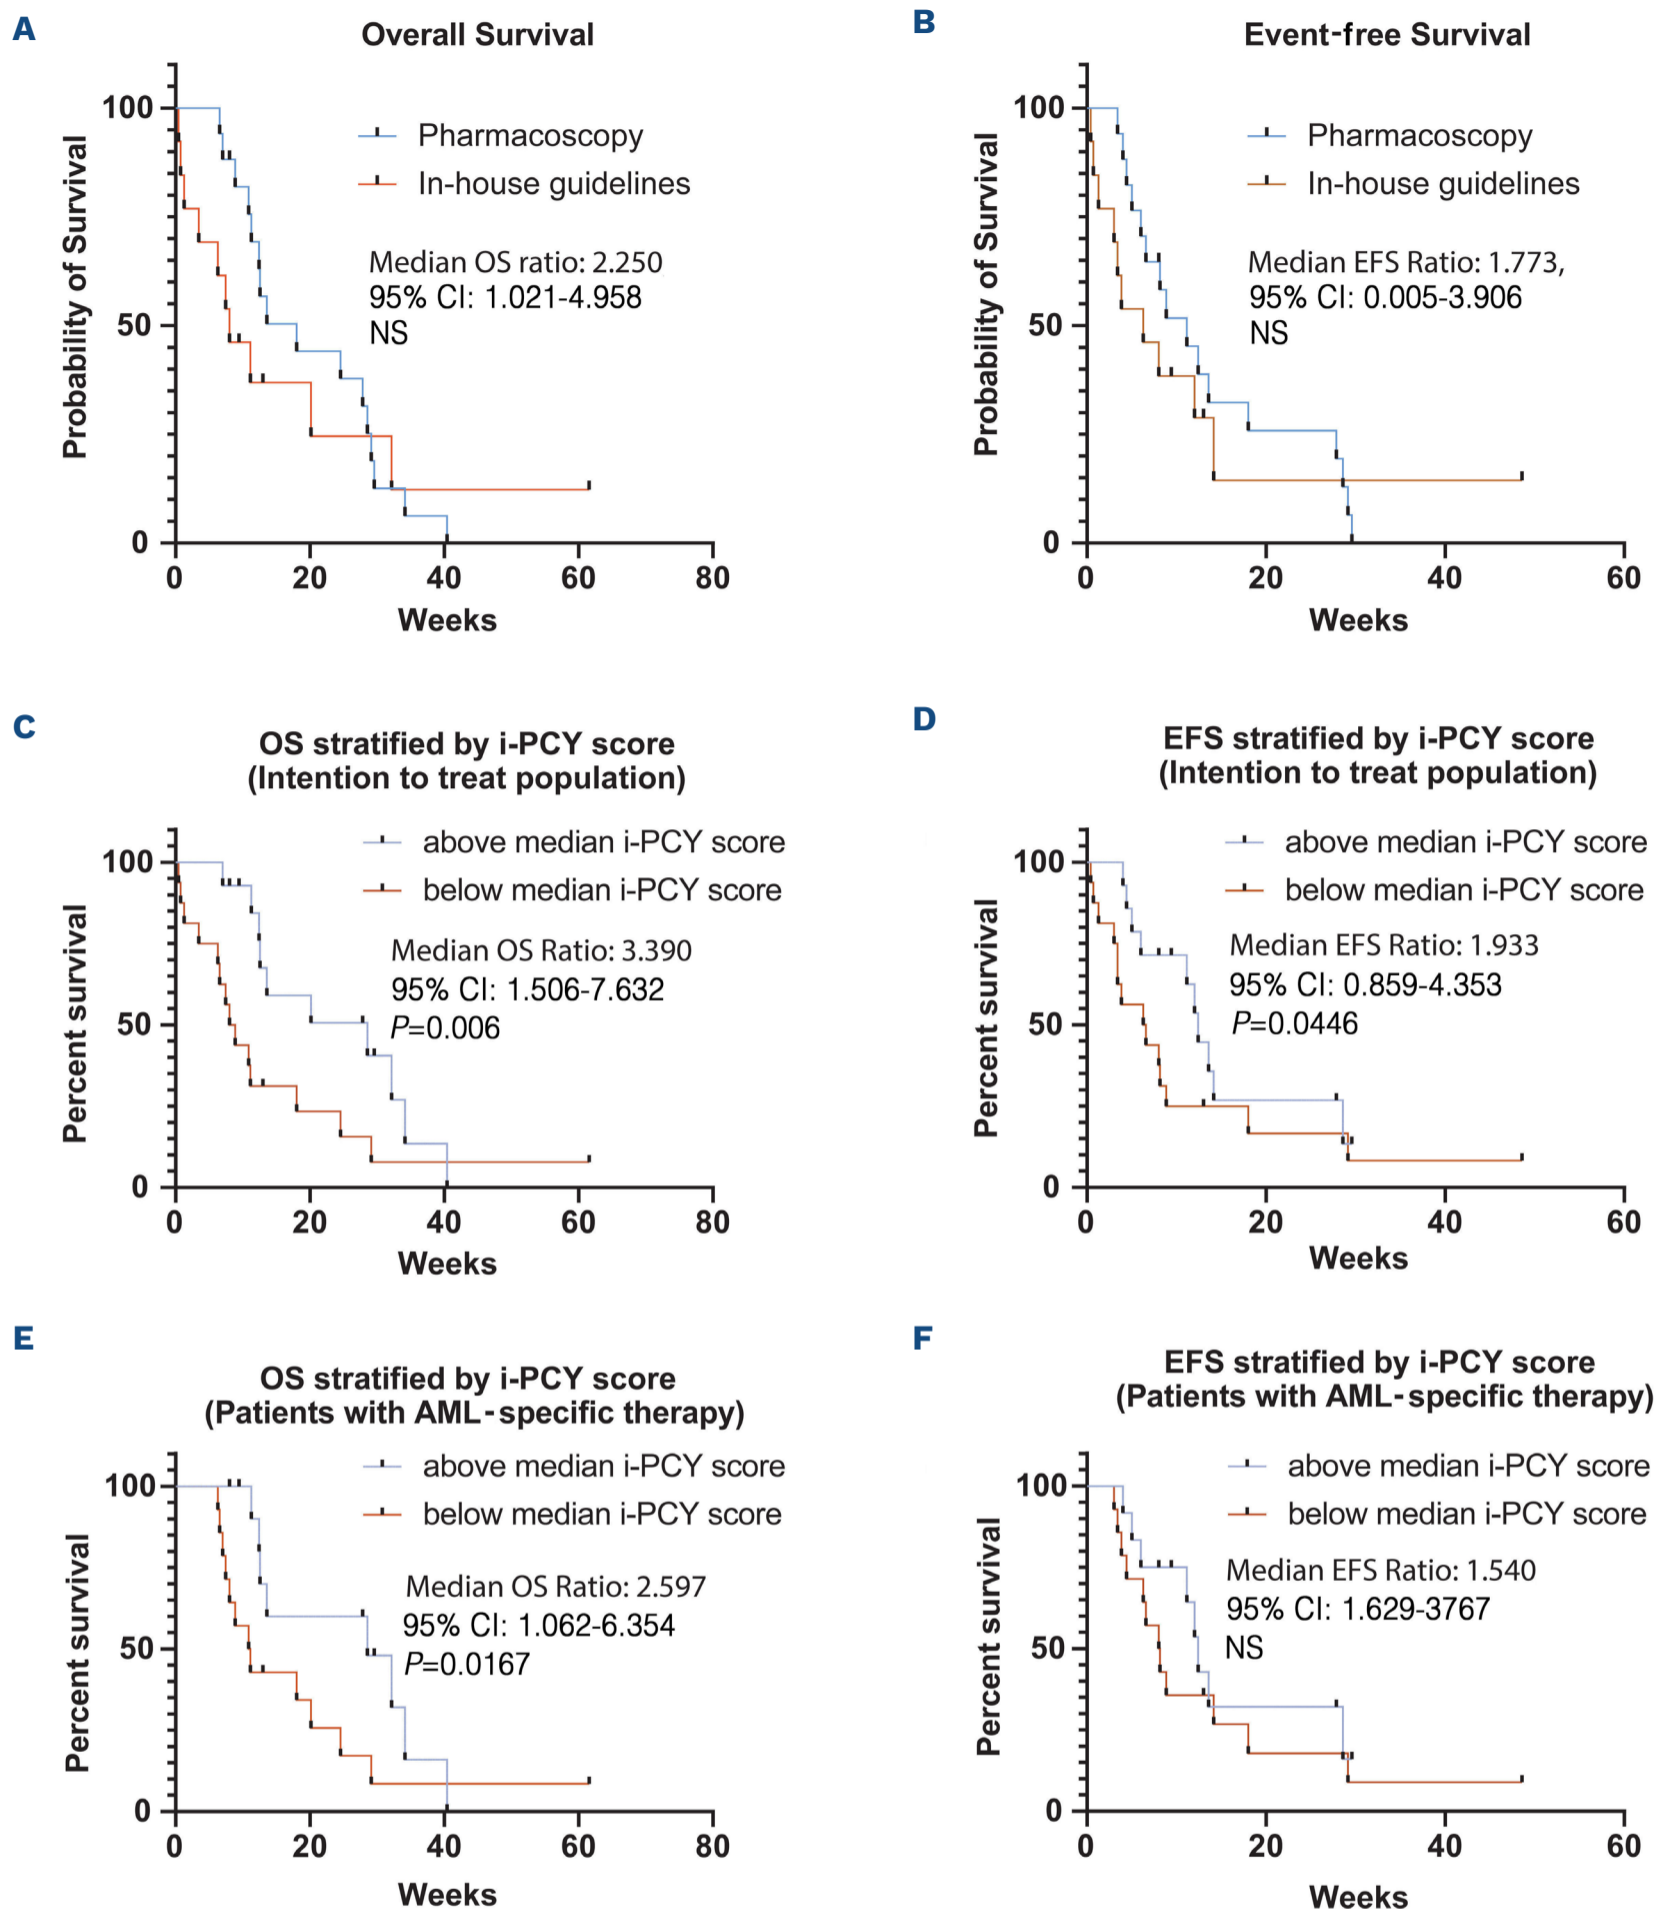 A
Overall Survival
Probability of Survival
100
50
0
Pharmacoscopy
In-house guidelines
Median OS ratio: 2.250
95% CI: 1.021-4.958
NS
0 20 40 60 80
Weeks
B
Event-free Survival
Probability of Survival
100
50
0
Pharmacoscopy
In-house guidelines
Median EFS Ratio: 1.773,
95% CI: 0.005-3.906
NS
0 20 40 60
Weeks
C
OS stratified by i-PCY score
(Intention to treat population)
Percent survival
100
50
0
above median i-PCY score
below median i-PCY score
Median OS Ratio: 3.390
95% CI: 1.506-7.632
P=0.006
0 20 40 60 80
Weeks
D
EFS stratified by i-PCY score
(Intention to treat population)
Percent survival
100
50
0
above median i-PCY score
below median i-PCY score
Median EFS Ratio: 1.933
95% CI: 0.859-4.353
P=0.0446
0 20 40 60
Weeks
E
OS stratified by i-PCY score
(Patients with AML-specific therapy)
Percent survival
100
50
0
above median i-PCY score
below median i-PCY score
Median OS Ratio: 2.597
95% CI: 1.062-6.354
P=0.0167
0 20 40 60 80
Weeks
F
EFS stratified by i-PCY score
(Patients with AML-specific therapy)
Percent survival
100
50
0
above median i-PCY score
below median i-PCY score
Median EFS Ratio: 1.540
95% CI: 1.629-3767
NS
0 20 40 60
Weeks